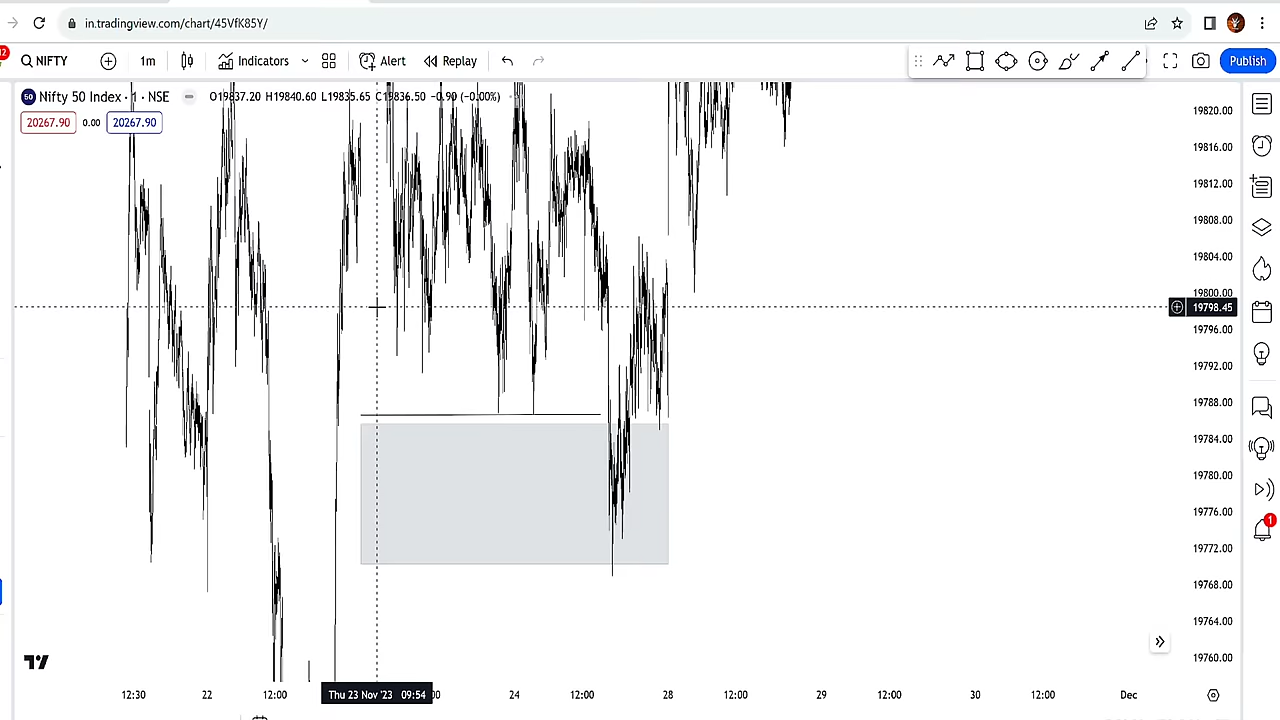 in.tradingview.com/chart/45VfK85Y/
12
NIFTY
1m
Indicators
Alert
Replay
Publish
50 Nifty 50 Index · 1 · NSE
O19837.20 H19840.60 L19835.65 C19836.50 −0.90 (−0.00%)
20267.90 0.00 20267.90
19820.00
19816.00
19812.00
19808.00
19804.00
19800.00
19798.45
19796.00
19792.00
19788.00
19784.00
19780.00
19776.00
19772.00
19768.00
19764.00
19760.00
1
12:30 22 12:00 Thu 23 Nov '23 09:54 24 12:00 28 12:00 29 12:00 30 12:00 Dec